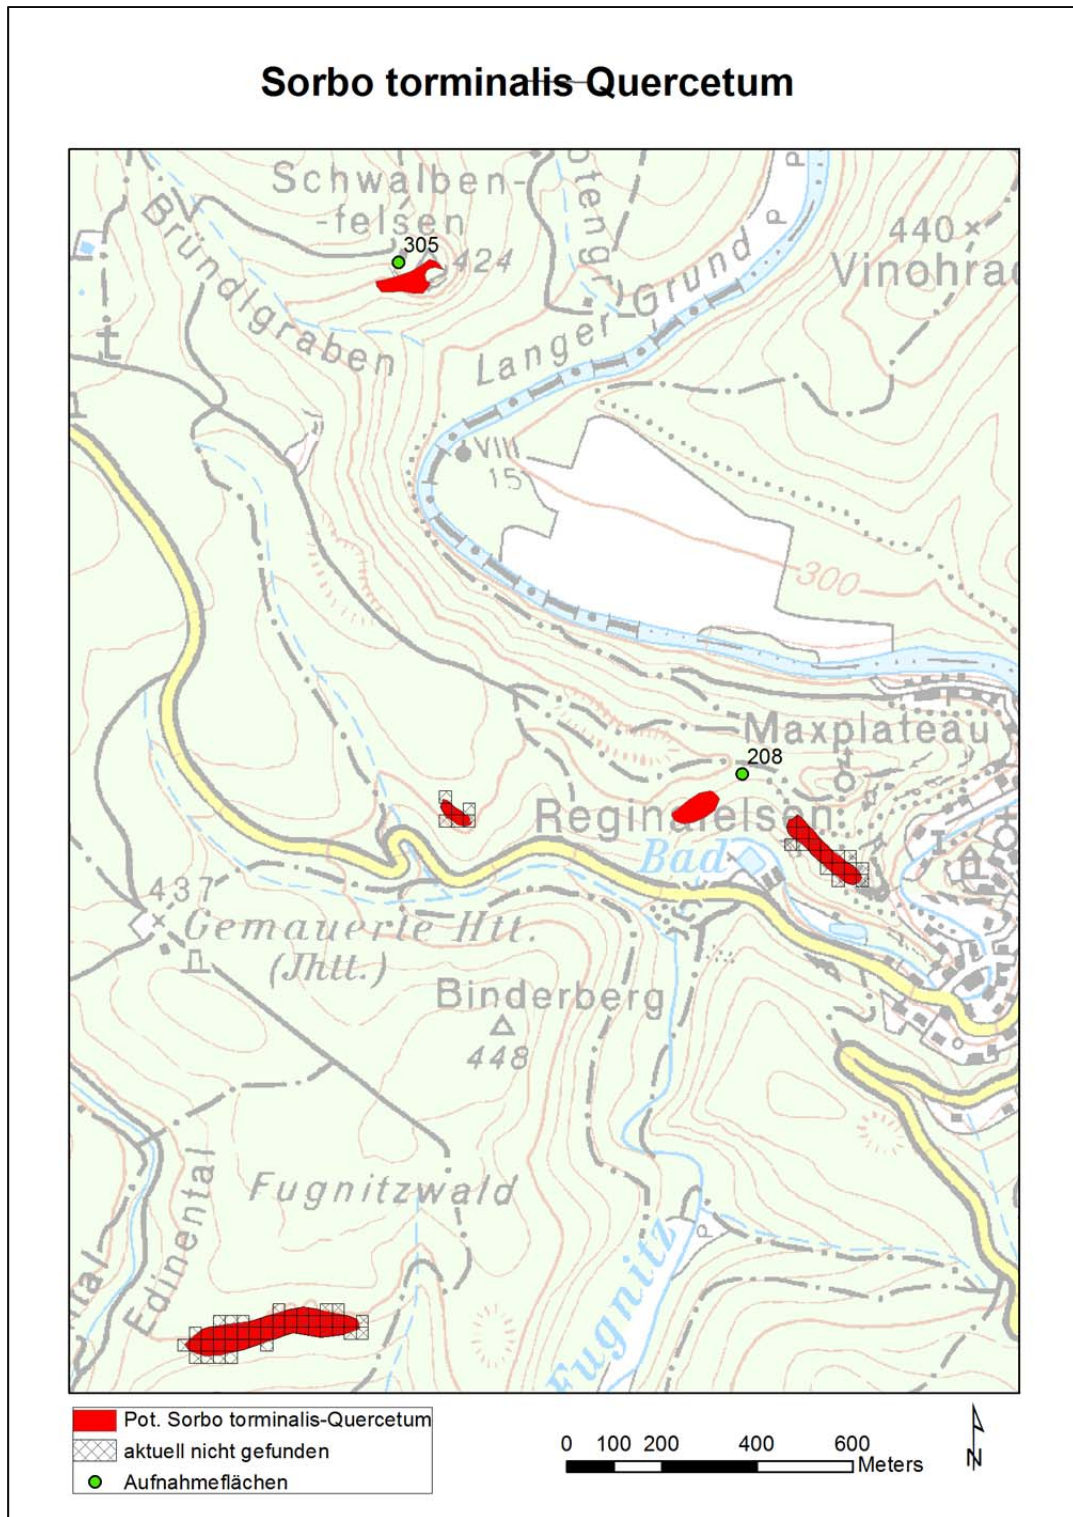 Sorbo torminalis-Quercetum
Schwalben-
-felsen
305
424
Bründlgraben
Langer Grund
P
P
440
Vinohrad
t
VIII
15
300
Maxplateau
208
Reginafelsen
Bad
I
437
Gemauerte Htt.
(Jhtt.)
Binderberg
448
Fugnitzwald
Edinental
Fugnitz
P
Pot. Sorbo torminalis-Quercetum
aktuell nicht gefunden
Aufnahmeflächen
0 100 200 400 600
Meters
N